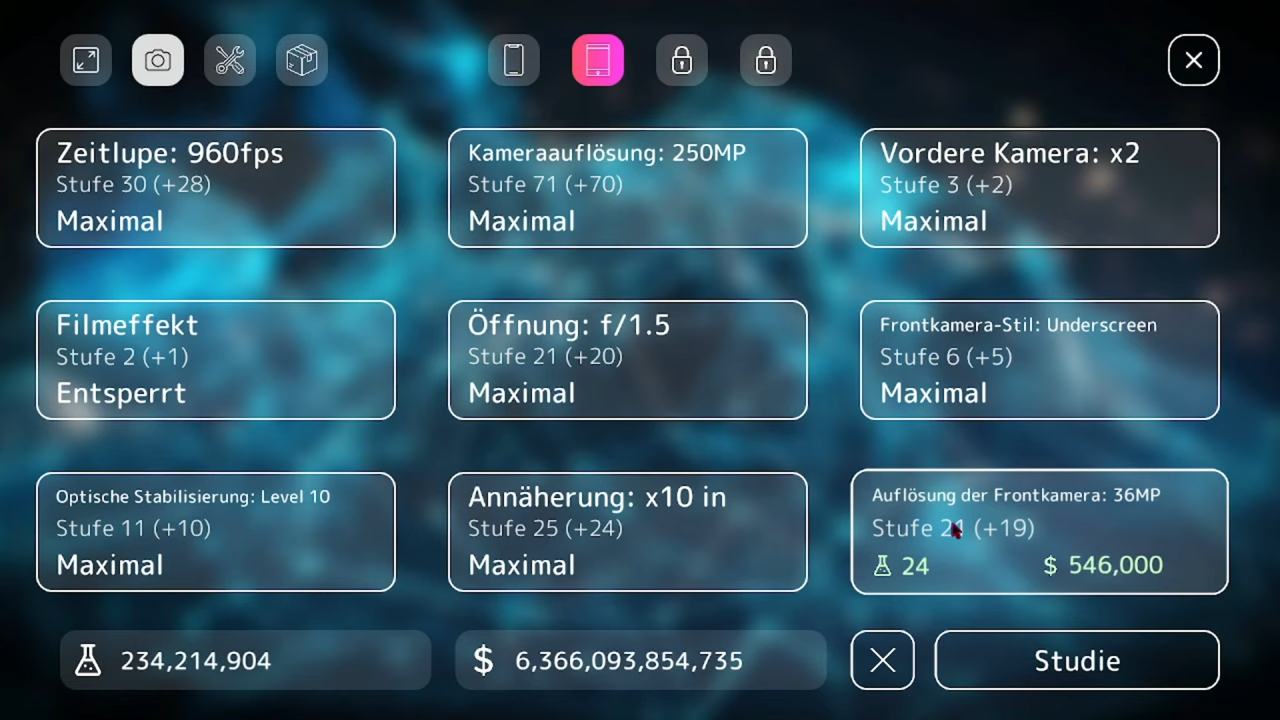 Zeitlupe: 960fps
Stufe 30 (+28)
Maximal
Kameraauflösung: 250MP
Stufe 71 (+70)
Maximal
Vordere Kamera: x2
Stufe 3 (+2)
Maximal
Filmeffekt
Stufe 2 (+1)
Entsperrt
Öffnung: f/1.5
Stufe 21 (+20)
Maximal
Frontkamera-Stil: Underscreen
Stufe 6 (+5)
Maximal
Optische Stabilisierung: Level 10
Stufe 11 (+10)
Maximal
Annäherung: x10 in
Stufe 25 (+24)
Maximal
Auflösung der Frontkamera: 36MP
Stufe 21 (+19)
24 $ 546,000
234,214,904
$ 6,366,093,854,735
Studie